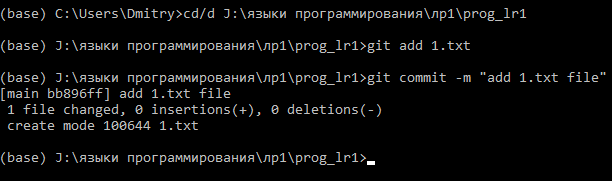 (base) C:\Users\Dmitry>cd/d J:\языки программирования\лр1\prog_lr1
(base) J:\языки программирования\лр1\prog_lr1>git add 1.txt
(base) J:\языки программирования\лр1\prog_lr1>git commit -m "add 1.txt file"
[main bb896ff] add 1.txt file
1 file changed, 0 insertions(+), 0 deletions(-)
create mode 100644 1.txt
(base) J:\языки программирования\лр1\prog_lr1>